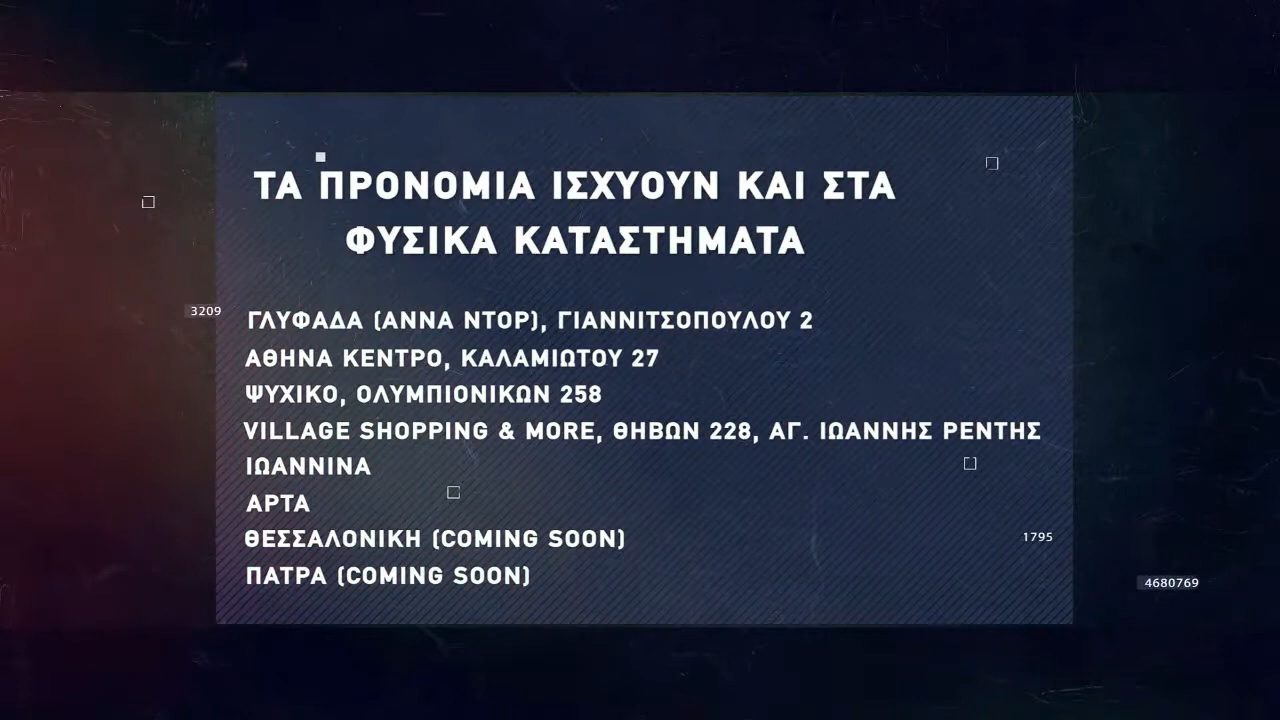 ΤΑ ΠΡΟΝΟΜΙΑ ΙΣΧΥΟΥΝ ΚΑΙ ΣΤΑ
ΦΥΣΙΚΑ ΚΑΤΑΣΤΗΜΑΤΑ
3209
ΓΛΥΦΑΔΑ (ΑΝΝΑ ΝΤΟΡ), ΓΙΑΝΝΙΤΣΟΠΟΥΛΟΥ 2
ΑΘΗΝΑ ΚΕΝΤΡΟ, ΚΑΛΑΜΙΩΤΟΥ 27
ΨΥΧΙΚΟ, ΟΛΥΜΠΙΟΝΙΚΩΝ 258
VILLAGE SHOPPING & MORE, ΘΗΒΩΝ 228, ΑΓ. ΙΩΑΝΝΗΣ ΡΕΝΤΗΣ
ΙΩΑΝΝΙΝΑ
ΑΡΤΑ
ΘΕΣΣΑΛΟΝΙΚΗ (COMING SOON)
1795
ΠΑΤΡΑ (COMING SOON)
4680769